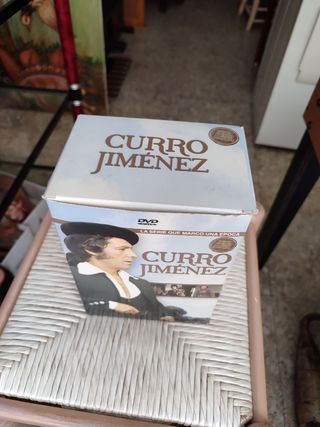 CURRO
JIMÉNEZ
DVD
LA SERIE QUE MARCÓ UNA ÉPOCA
CURRO
JIMÉNEZ